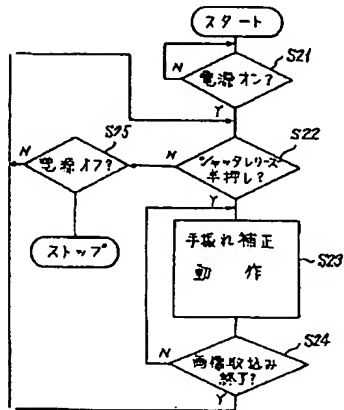 スタート
S21
電源オン?
N
Y
S22
シャッタレリーズ
半押し?
N
Y
S25
電源オフ?
N
ストップ
手振れ補正
動作
S23
S24
画像取込み
終了?
N
Y